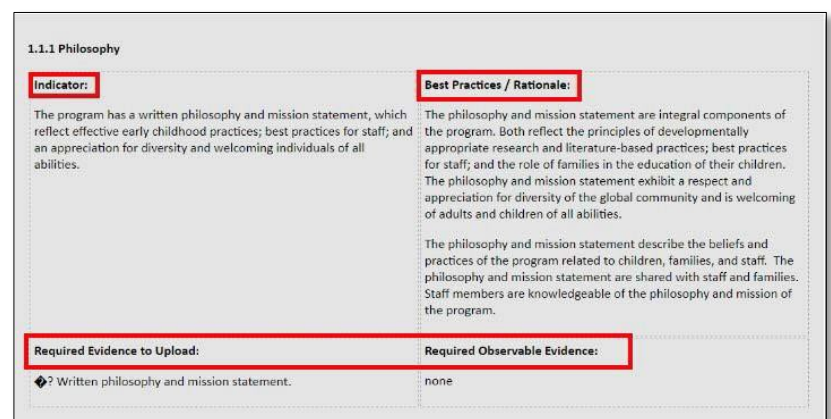 1.1.1 Philosophy
Indicator:
The program has a written philosophy and mission statement, which
reflect effective early childhood practices; best practices for staff; and
an appreciation for diversity and welcoming individuals of all
abilities.
Best Practices / Rationale:
The philosophy and mission statement are integral components of
the program. Both reflect the principles of developmentally
appropriate research and literature-based practices; best practices
for staff; and the role of families in the education of their children.
The philosophy and mission statement exhibit a respect and
appreciation for diversity of the global community and is welcoming
of adults and children of all abilities.
The philosophy and mission statement describe the beliefs and
practices of the program related to children, families, and staff. The
philosophy and mission statement are shared with staff and families.
Staff members are knowledgeable of the philosophy and mission of
the program.
Required Evidence to Upload:
�? Written philosophy and mission statement.
Required Observable Evidence:
none